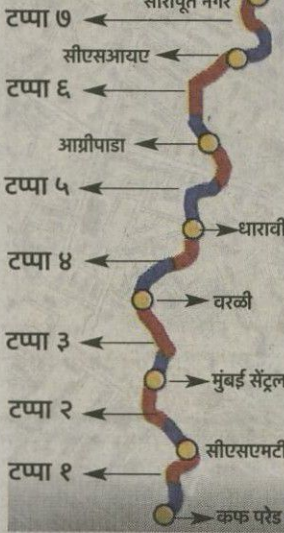 सारीपूत नगर
टप्पा ७
सीएसआयए
टप्पा ६
आग्रीपाडा
टप्पा ५
धारावी
टप्पा ४
वरळी
टप्पा ३
मुंबई सेंट्रल
टप्पा २
सीएसएमटी
टप्पा १
कफ परेड